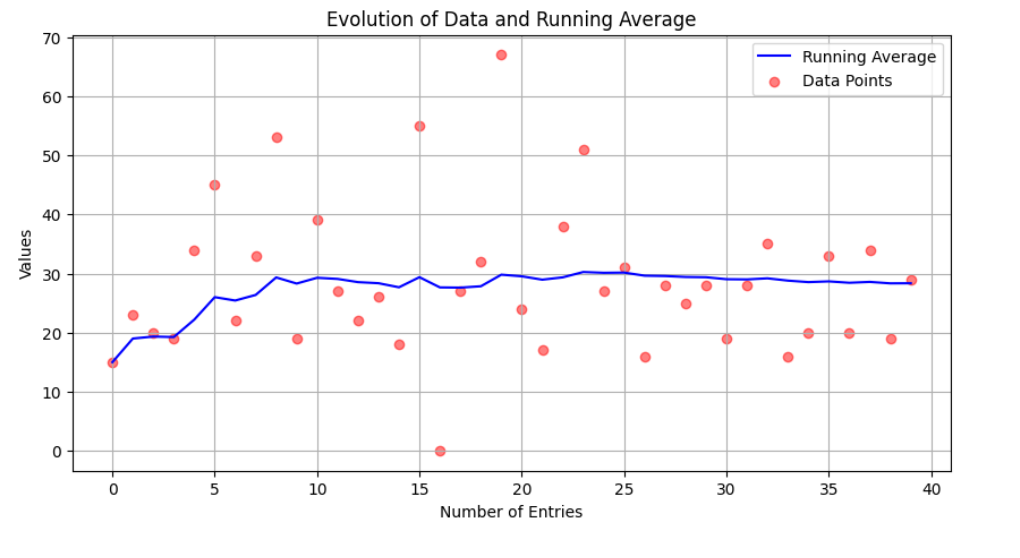 Evolution of Data and Running Average
Running Average
Data Points
70
60
50
40
30
20
10
0
Values
0 5 10 15 20 25 30 35 40
Number of Entries